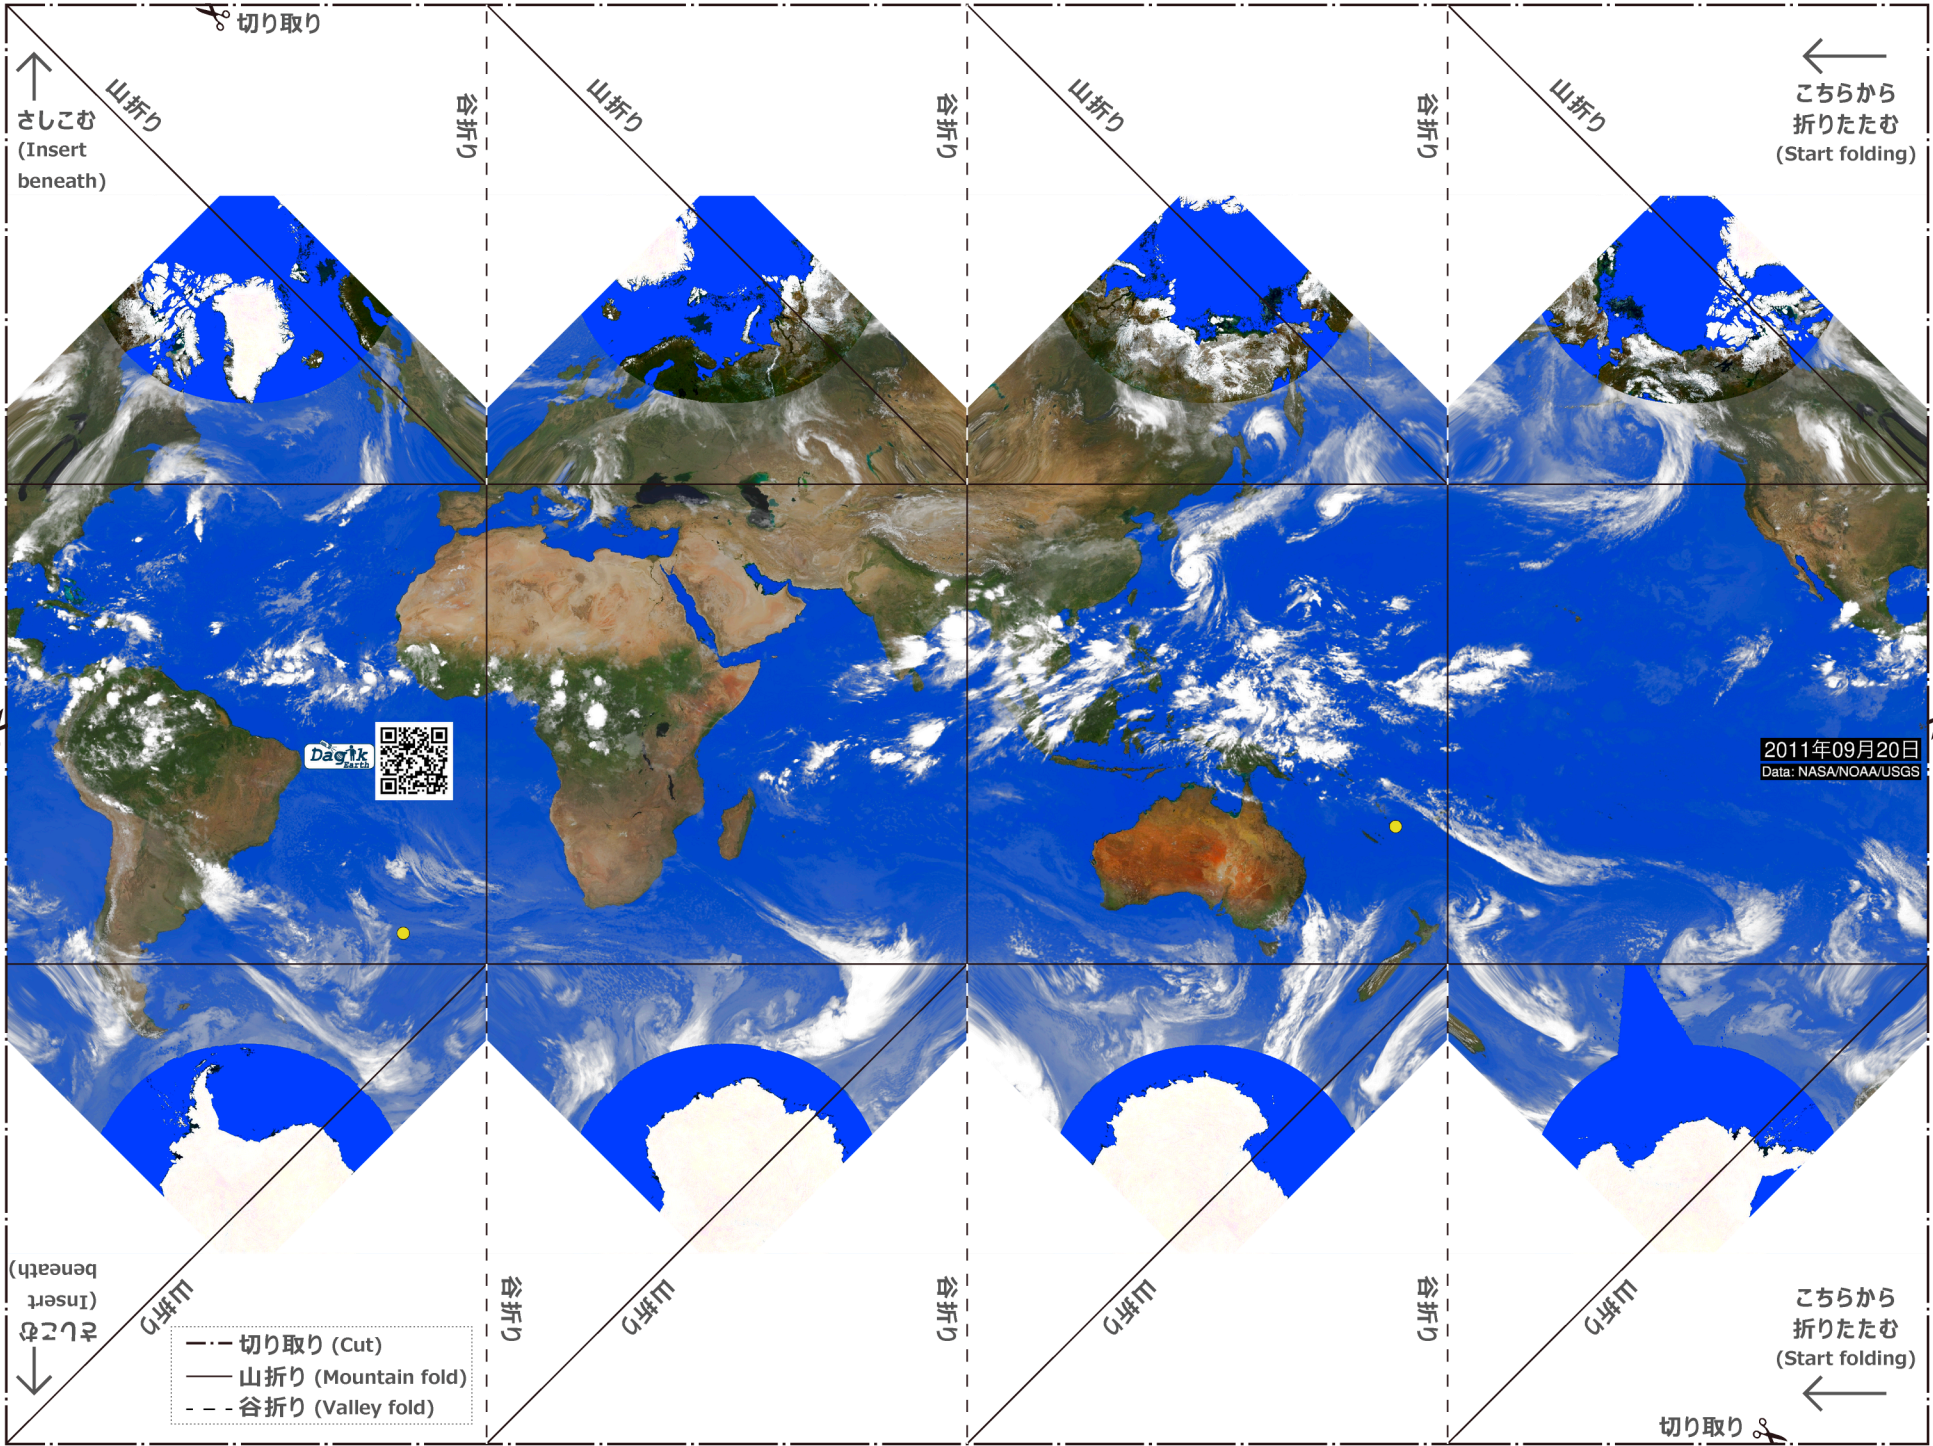 切り取り
山折り
谷折り
山折り
谷折り
山折り
谷折り
山折り
さしこむ
(Insert
beneath)
こちらから
折りたたむ
(Start folding)
Dagik
Earth
2011年09月20日
Data: NASA/NOAA/USGS
さしこむ
(Insert
beneath)
山折り
谷折り
山折り
谷折り
山折り
谷折り
山折り
こちらから
折りたたむ
(Start folding)
切り取り (Cut)
山折り (Mountain fold)
谷折り (Valley fold)
切り取り